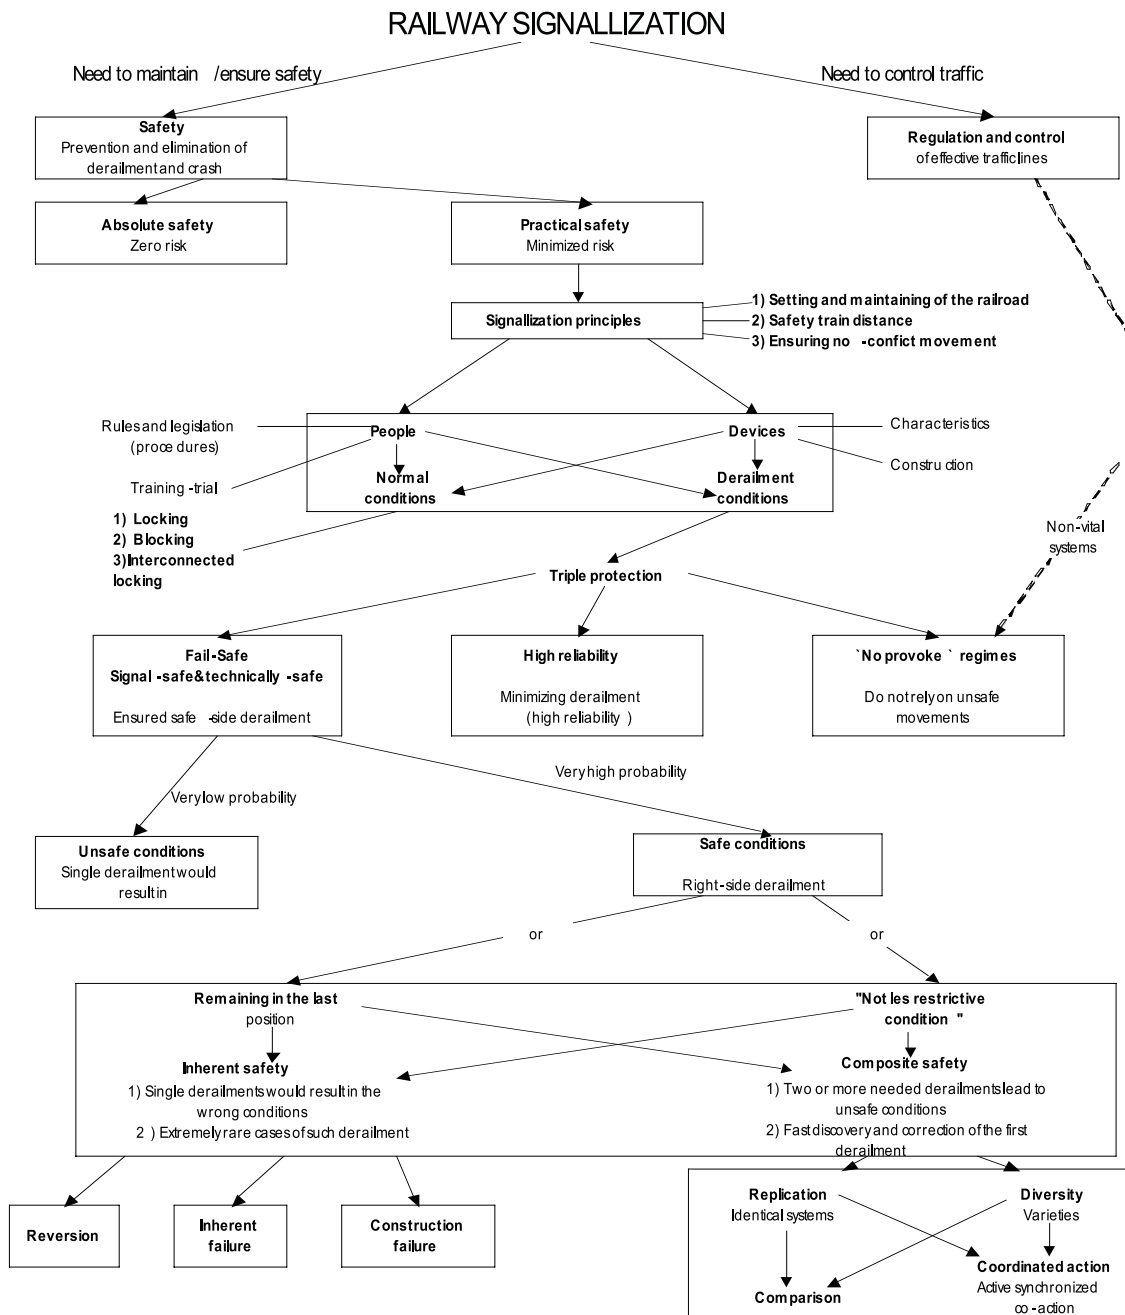 RAILWAY SIGNALLIZATION
Need to maintain /ensure safety
Need to control traffic
Safety
Prevention and elimination of
derailment and crash
Regulation and control
of effective traffic lines
Absolute safety
Zero risk
Practical safety
Minimized risk
Signallization principles
1) Setting and maintaining of the railroad
2) Safety train distance
3) Ensuring no -confict movement
Rules and legislation
(proce dures)
Training -trial
People
Devices
Characteristics
Construction
Normal
conditions
Derailment
conditions
1) Locking
2) Blocking
3)Interconnected
locking
Non-vital
systems
Triple protection
Fail-Safe
Signal -safe&technically -safe
Ensured safe -side derailment
High reliability
Minimizing derailment
(high reliability )
`No provoke ` regimes
Do not rely on unsafe
movements
Very low probability
Very high probability
Unsafe conditions
Single derailment would
result in
Safe conditions
Right-side derailment
or
or
Remaining in the last
position
"Not les restrictive
condition "
Inherent safety
1) Single derailments would result in the
wrong conditions
2 ) Extremely rare cases of such derailment
Composite safety
1) Two or more needed derailments lead to
unsafe conditions
2) Fast discovery and correction of the first
derailment
Reversion
Inherent
failure
Construction
failure
Replication
Identical systems
Diversity
Varieties
Comparison
Coordinated action
Active synchronized
co -action